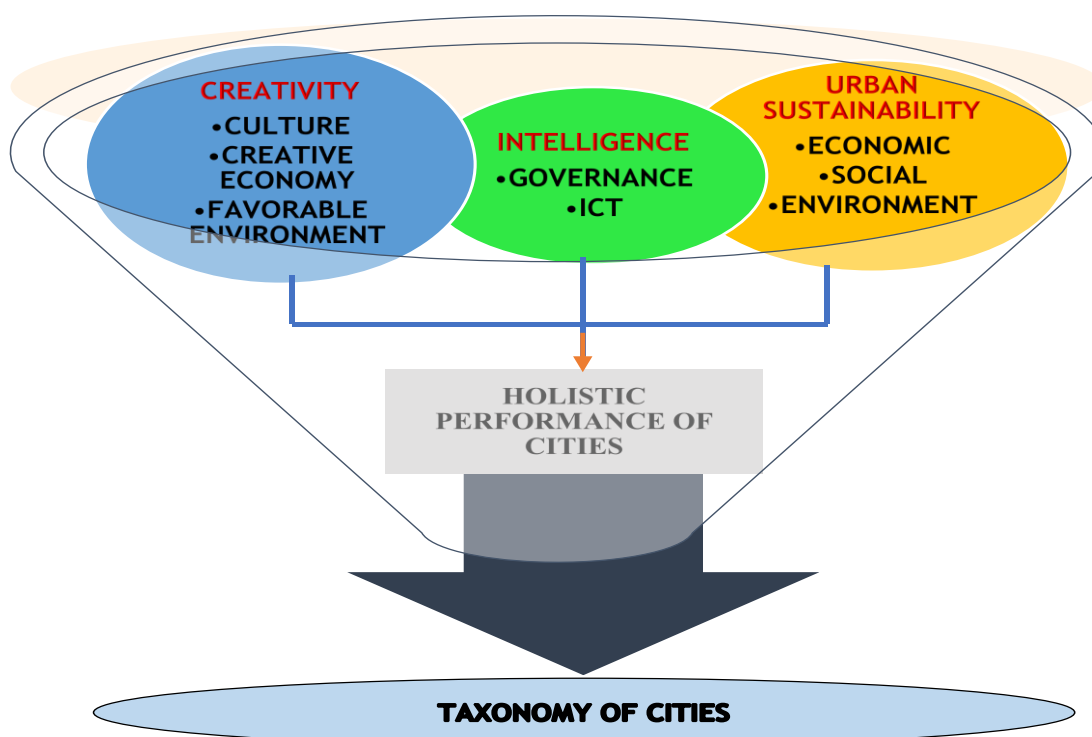 CREATIVITY
•CULTURE
•CREATIVE
ECONOMY
•FAVORABLE
ENVIRONMENT
INTELLIGENCE
•GOVERNANCE
•ICT
URBAN
SUSTAINABILITY
•ECONOMIC
•SOCIAL
•ENVIRONMENT
HOLISTIC
PERFORMANCE OF
CITIES
TAXONOMY OF CITIES